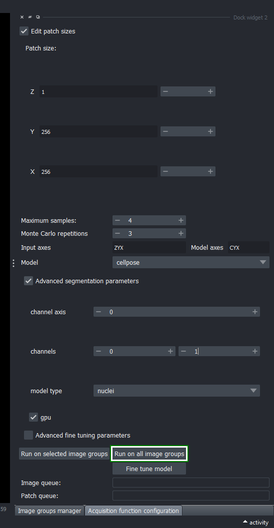 Dock widget 2
Edit patch sizes
Patch size:
Z 1 − +
Y 256 − +
X 256 − +
Maximum samples: − 4 +
Monte Carlo repetitions − 3 +
Input axes ZYX Model axes CYX
Model cellpose
Advanced segmentation parameters
channel axis − 0
channels − 0 + − 1 +
model type nuclei
gpu
Advanced fine tuning parameters
Run on selected image groups Run on all image groups
Fine tune model
Image queue:
Patch queue:
Image groups manager Acquisition function configuration
activity